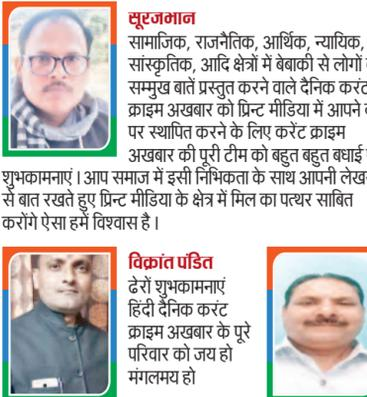 सूरजभान
सामाजिक, राजनैतिक, आर्थिक, न्यायिक,
सांस्कृतिक, आदि क्षेत्रों में बेबाकी से लोगों
सम्मुख बातें प्रस्तुत करने वाले दैनिक करंट
क्राइम अखबार को प्रिन्ट मीडिया में आपने
पर स्थापित करने के लिए करेंट क्राइम
अखबार की पूरी टीम को बहुत बहुत बधाई
शुभकामनाएं । आप समाज में इसी निभिकता के साथ आपनी
से बात रखते हुए प्रिन्ट मीडिया के क्षेत्र में मिल का पत्थर साबित
करोंगे ऐसा हमें विश्वास है ।
विक्रांत पंडित
ढेरों शुभकामनाएं
हिंदी दैनिक करंट
क्राइम अखबार के पूरे
परिवार को जय हो
मंगलमय हो